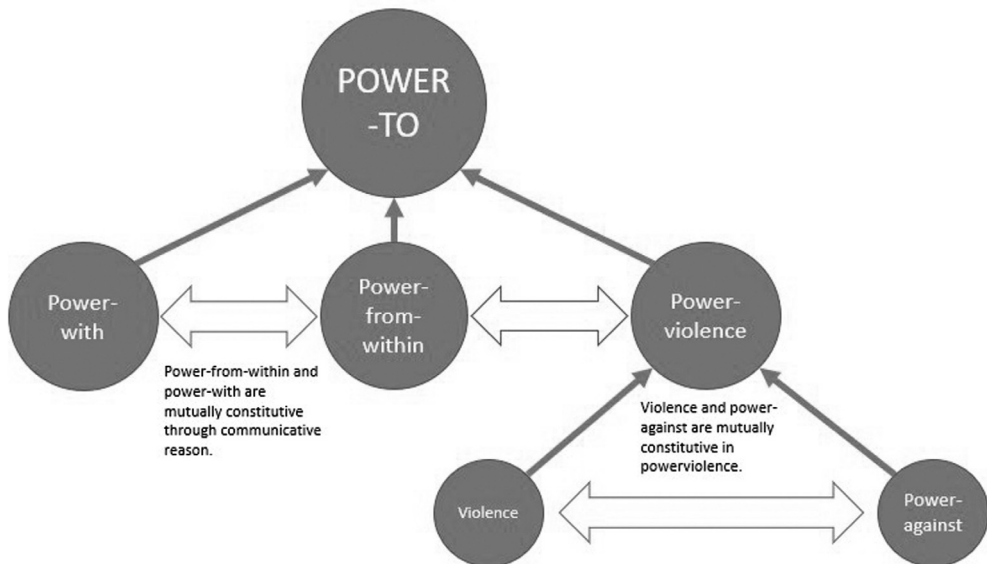 POWER
-TO
Power-
with
Power-
from-
within
Power-
violence
Power-from-within and
power-with are
mutually constitutive
through communicative
reason.
Violence and power-
against are mutually
constitutive in
powerviolence.
Violence
Power-
against